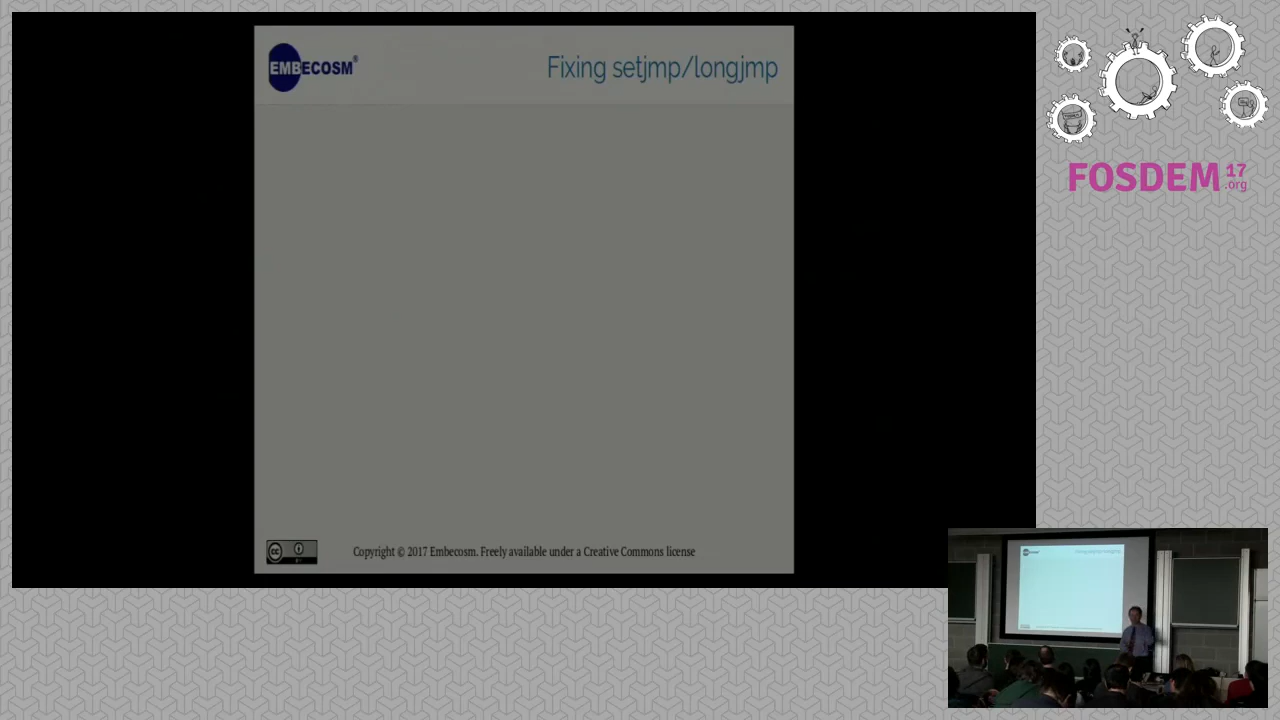 EMBECOSM®
Fixing setjmp/longjmp
Copyright © 2017 Embecosm. Freely available under a Creative Commons license
FOSDEM 17
.org